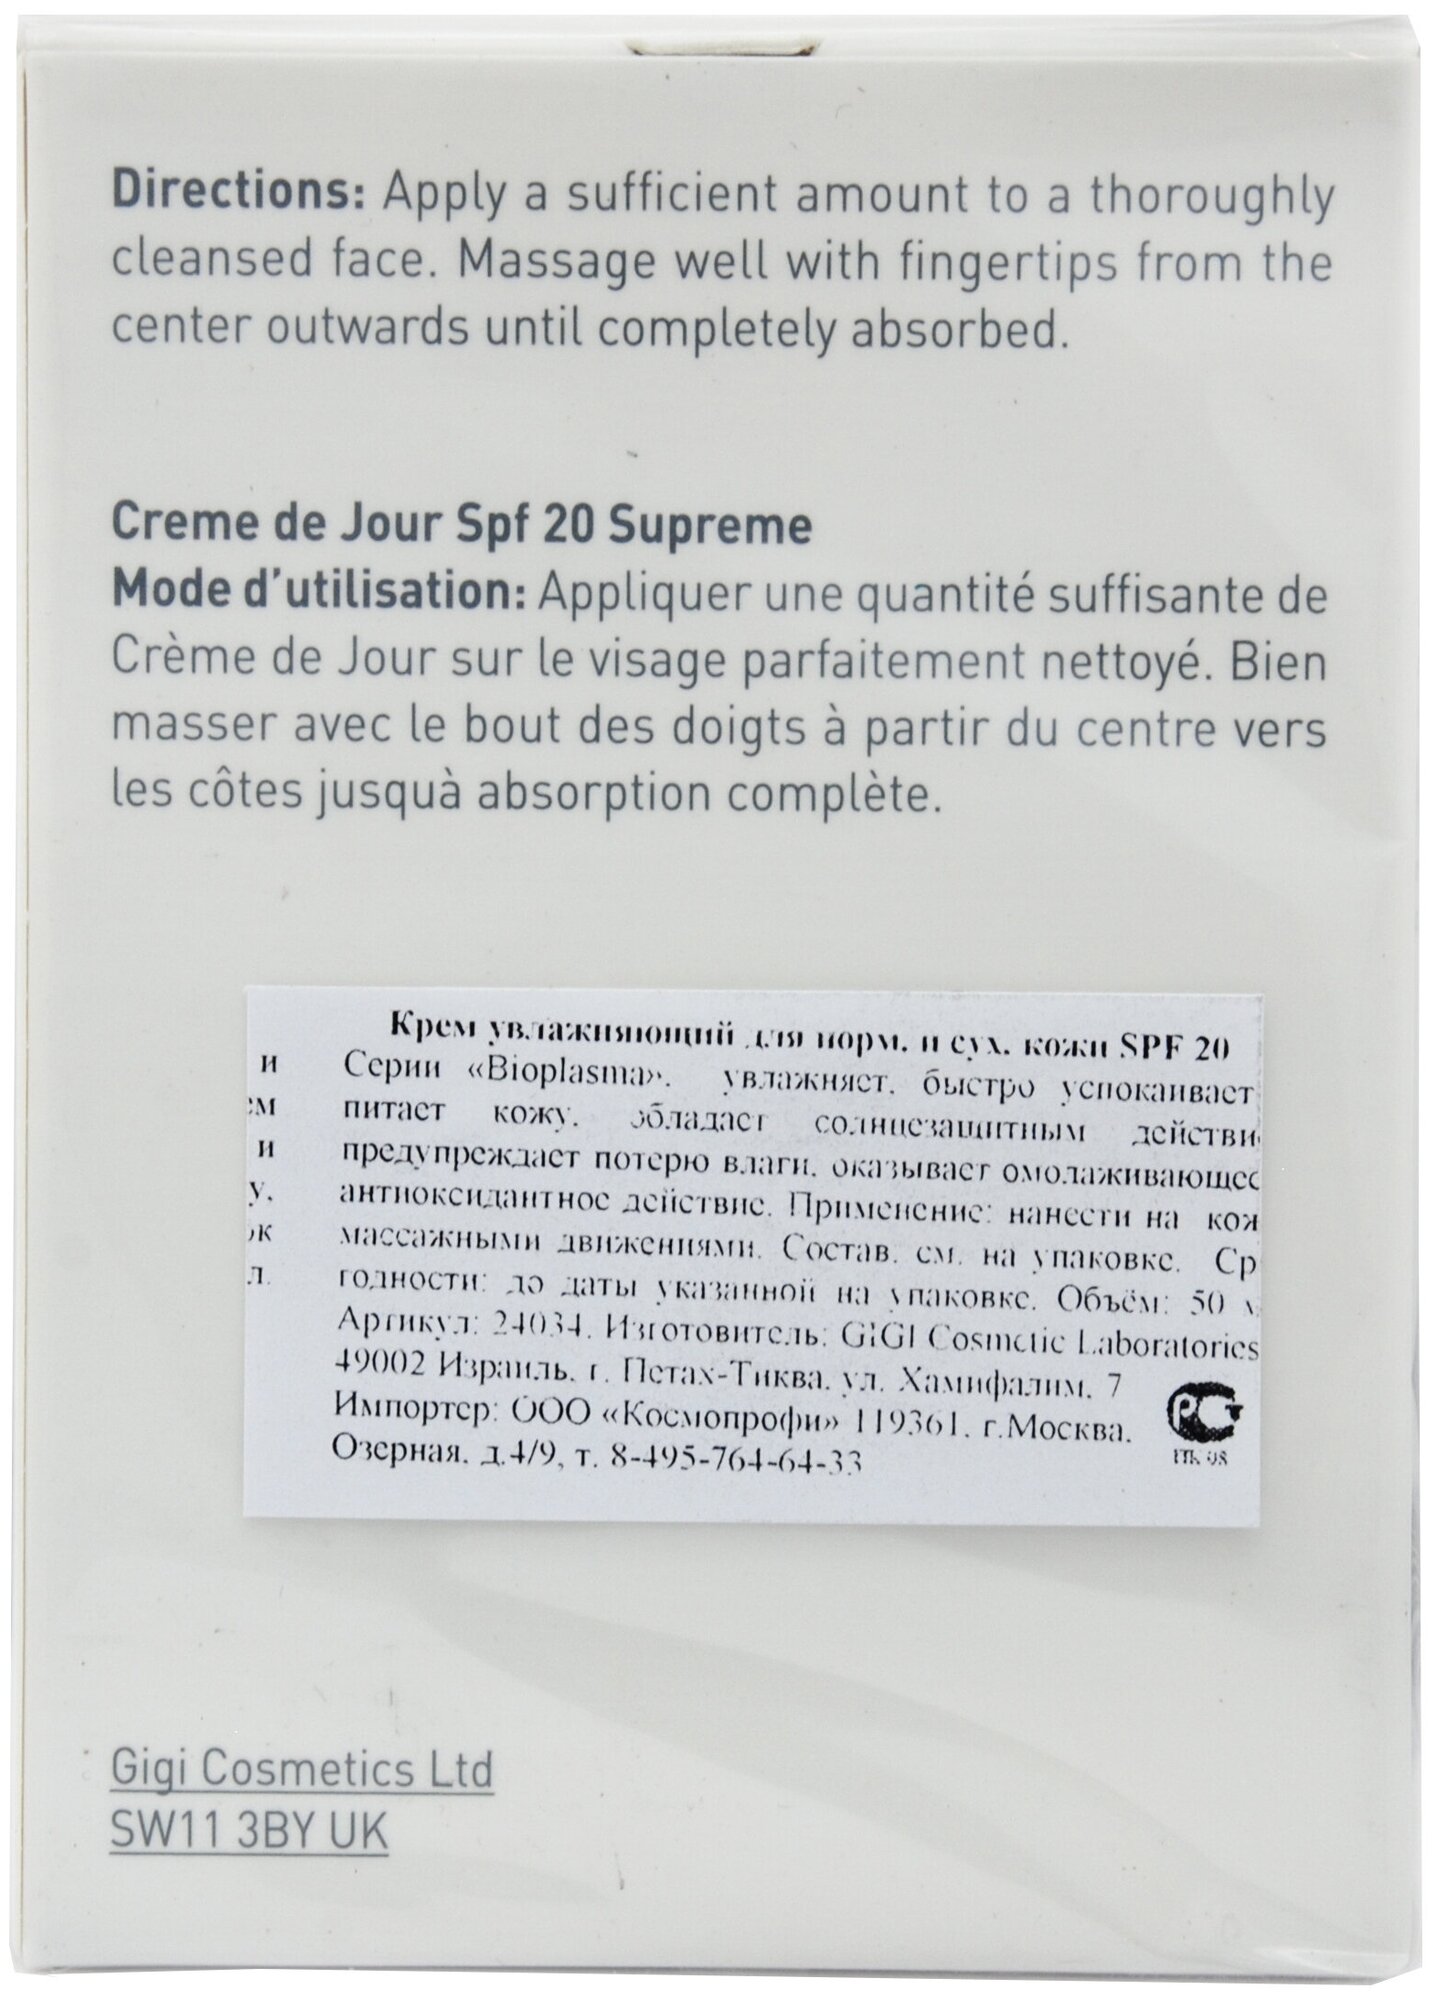 Directions: Apply a sufficient amount to a thoroughly
cleansed face. Massage well with fingertips from the
center outwards until completely absorbed.
Creme de Jour Spf 20 Supreme
Mode d'utilisation: Appliquer une quantité suffisante de
Crème de Jour sur le visage parfaitement nettoyé. Bien
masser avec le bout des doigts à partir du centre vers
les côtes jusquà absorption complète.
Крем увлажняющий для норм. и сух. кожи SPF 20
и Серии «Bioplasma», увлажняет, быстро успокаивает
ем питает кожу, обладает солнцезащитным действи
и предупреждает потерю влаги, оказывает омолаживающее
у, антиоксидантное действие. Применение: нанести на кож
ок массажными движениями. Состав. см. на упаковке. Ср
л. годности: до даты указанной на упаковке. Объём: 50
Артикул: 24034. Изготовитель: GIGI Cosmetic Laboratories
49002 Израиль, г. Петах-Тиква, ул. Хамифалим, 7
Импортер: ООО «Космопрофи» 119361, г.Москва,
Озерная, д.4/9, т. 8-495-764-64-33
Gigi Cosmetics Ltd
SW11 3BY UK